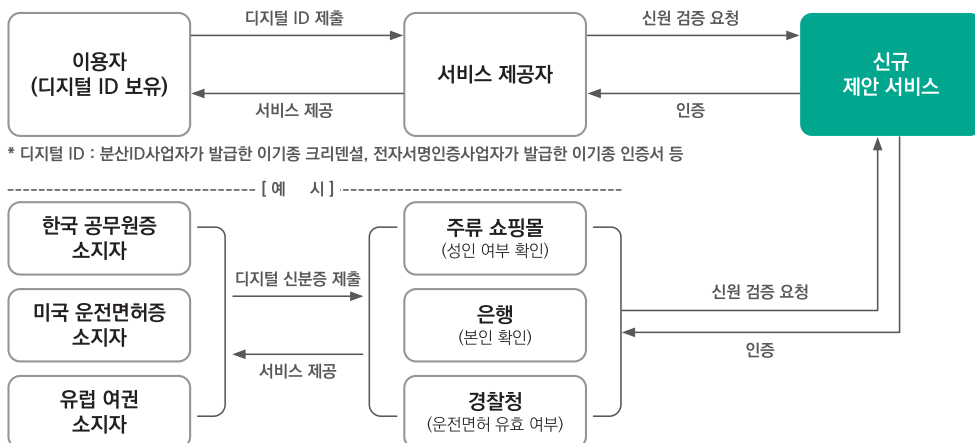 디지털 ID 제출
신원 검증 요청
이용자
(디지털 ID 보유)
서비스 제공자
신규
제안 서비스
서비스 제공
인증
* 디지털 ID : 분산ID사업자가 발급한 이기종 크리덴셜, 전자서명인증사업자가 발급한 이기종 인증서 등
[ 예 시 ]
한국 공무원증
소지자
주류 쇼핑몰
(성인 여부 확인)
디지털 신분증 제출
신원 검증 요청
미국 운전면허증
소지자
은행
(본인 확인)
서비스 제공
인증
유럽 여권
소지자
경찰청
(운전면허 유효 여부)